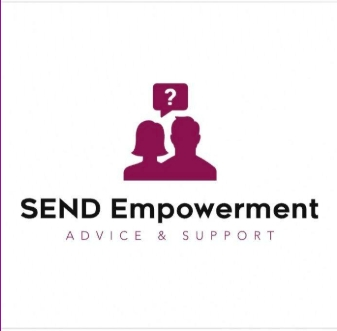 ?
SEND Empowerment
ADVICE & SUPPORT